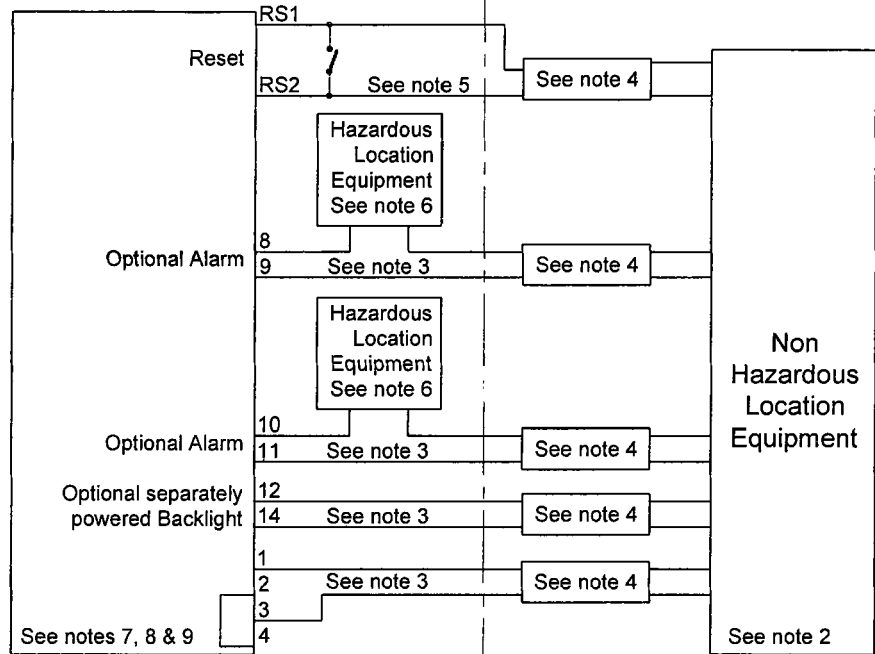 RS1
Reset
RS2
See note 5
See note 4
Hazardous
Location
Equipment
See note 6
8
Optional Alarm
9
See note 3
See note 4
Hazardous
Location
Equipment
See note 6
Non
Hazardous
Location
Equipment
10
Optional Alarm
11
See note 3
See note 4
Optional separately
powered Backlight
12
14
See note 3
See note 4
1
2
See note 3
See note 4
3
4
See notes 7, 8 & 9
See note 2